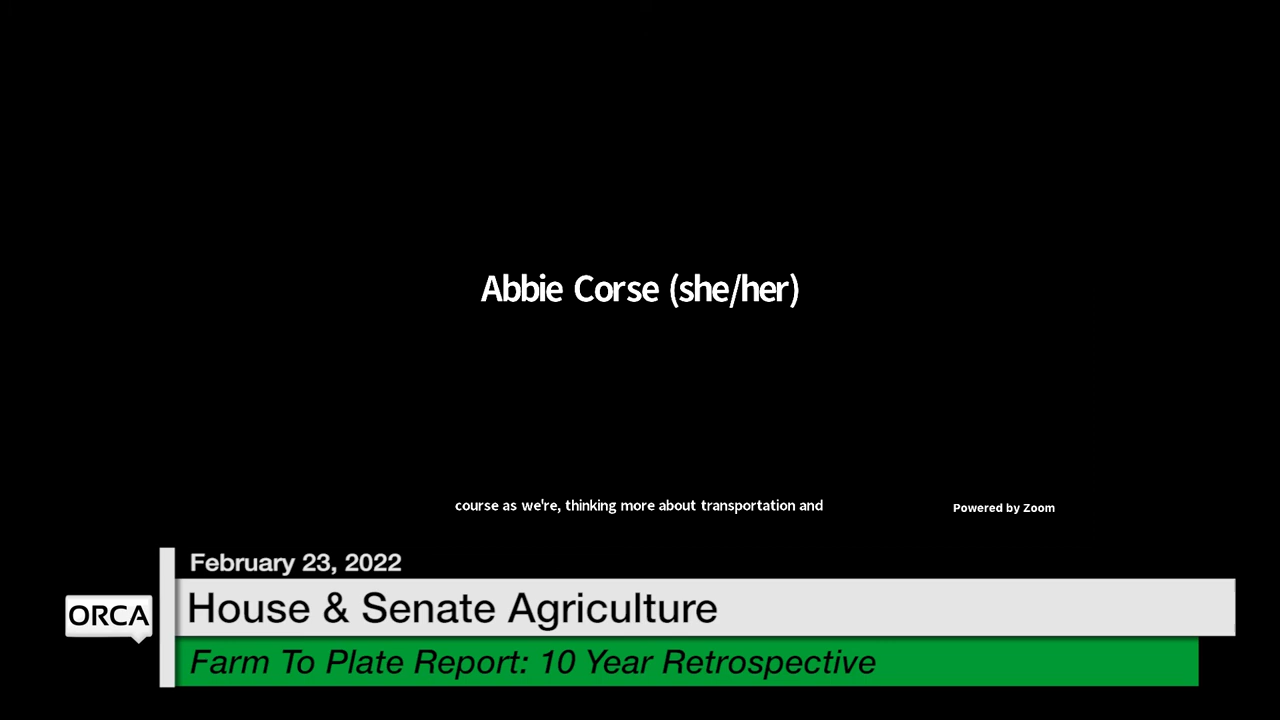 Abbie Corse (she/her)
course as we're, thinking more about transportation and
Powered by Zoom
February 23, 2022
ORCA
House & Senate Agriculture
Farm To Plate Report: 10 Year Retrospective